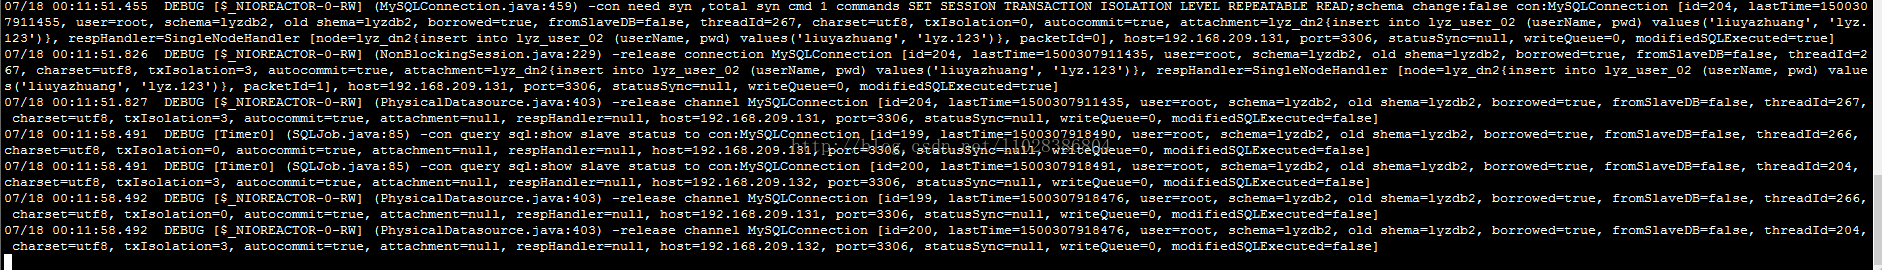 07/18 00:11:51.455  DEBUG [$_NIOREACTOR-0-RW] (MySQLConnection.java:459) -con need syn ,total syn cmd 1 commands SET SESSION TRANSACTION ISOLATION LEVEL REPEATABLE READ;schema change:false con:MySQLConnection [id=204, lastTime=150030
7911455, user=root, schema=lyzdb2, old shema=lyzdb2, borrowed=true, fromSlaveDB=false, threadId=267, charset=utf8, txIsolation=0, autocommit=true, attachment=lyz_dn2{insert into lyz_user_02 (userName, pwd) values('liuyazhuang', 'lyz.
123')}, respHandler=SingleNodeHandler [node=lyz_dn2{insert into lyz_user_02 (userName, pwd) values('liuyazhuang', 'lyz.123')}, packetId=0], host=192.168.209.131, port=3306, statusSync=null, writeQueue=0, modifiedSQLExecuted=true]
07/18 00:11:51.826  DEBUG [$_NIOREACTOR-0-RW] (NonBlockingSession.java:229) -release connection MySQLConnection [id=204, lastTime=1500307911435, user=root, schema=lyzdb2, old shema=lyzdb2, borrowed=true, fromSlaveDB=false, threadId=2
67, charset=utf8, txIsolation=3, autocommit=true, attachment=lyz_dn2{insert into lyz_user_02 (userName, pwd) values('liuyazhuang', 'lyz.123')}, respHandler=SingleNodeHandler [node=lyz_dn2{insert into lyz_user_02 (userName, pwd) value
s('liuyazhuang', 'lyz.123')}, packetId=1], host=192.168.209.131, port=3306, statusSync=null, writeQueue=0, modifiedSQLExecuted=true]
07/18 00:11:51.827  DEBUG [$_NIOREACTOR-0-RW] (PhysicalDatasource.java:403) -release channel MySQLConnection [id=204, lastTime=1500307911435, user=root, schema=lyzdb2, old shema=lyzdb2, borrowed=true, fromSlaveDB=false, threadId=267,
 charset=utf8, txIsolation=3, autocommit=true, attachment=null, respHandler=null, host=192.168.209.131, port=3306, statusSync=null, writeQueue=0, modifiedSQLExecuted=false]
07/18 00:11:58.491  DEBUG [Timer0] (SQLJob.java:85) -con query sql:show slave status to con:MySQLConnection [id=199, lastTime=1500307918490, user=root, schema=lyzdb2, old shema=lyzdb2, borrowed=true, fromSlaveDB=false, threadId=266,
charset=utf8, txIsolation=0, autocommit=true, attachment=null, respHandler=null, host=192.168.209.131, port=3306, statusSync=null, writeQueue=0, modifiedSQLExecuted=false]
07/18 00:11:58.491  DEBUG [Timer0] (SQLJob.java:85) -con query sql:show slave status to con:MySQLConnection [id=200, lastTime=1500307918491, user=root, schema=lyzdb2, old shema=lyzdb2, borrowed=true, fromSlaveDB=false, threadId=204,
charset=utf8, txIsolation=3, autocommit=true, attachment=null, respHandler=null, host=192.168.209.132, port=3306, statusSync=null, writeQueue=0, modifiedSQLExecuted=false]
07/18 00:11:58.492  DEBUG [$_NIOREACTOR-0-RW] (PhysicalDatasource.java:403) -release channel MySQLConnection [id=199, lastTime=1500307918476, user=root, schema=lyzdb2, old shema=lyzdb2, borrowed=true, fromSlaveDB=false, threadId=266,
 charset=utf8, txIsolation=0, autocommit=true, attachment=null, respHandler=null, host=192.168.209.131, port=3306, statusSync=null, writeQueue=0, modifiedSQLExecuted=false]
07/18 00:11:58.492  DEBUG [$_NIOREACTOR-0-RW] (PhysicalDatasource.java:403) -release channel MySQLConnection [id=200, lastTime=1500307918476, user=root, schema=lyzdb2, old shema=lyzdb2, borrowed=true, fromSlaveDB=false, threadId=204,
 charset=utf8, txIsolation=3, autocommit=true, attachment=null, respHandler=null, host=192.168.209.132, port=3306, statusSync=null, writeQueue=0, modifiedSQLExecuted=false]